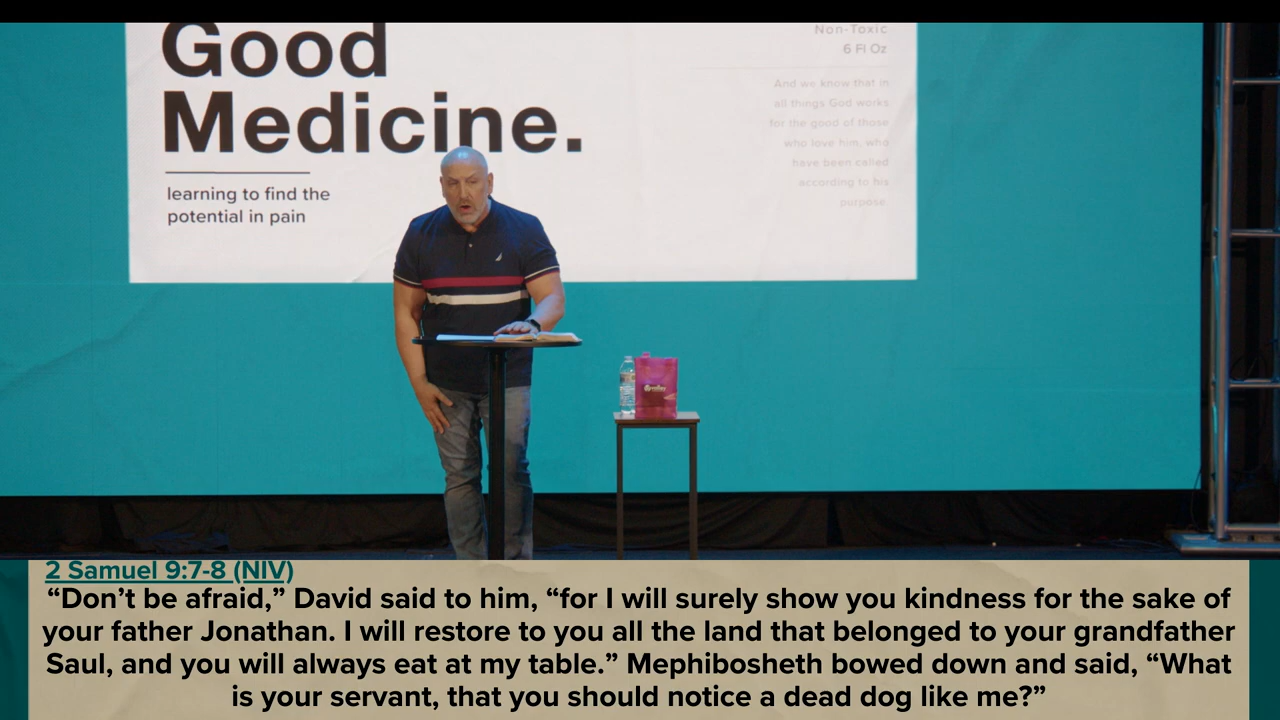 Good
Medicine.
learning to find the
potential in pain
Non-Toxic
6 Fl Oz
And we know that in
all things God works
for the good of those
who love him, who
have been called
according to his
purpose.
2 Samuel 9:7-8 (NIV)
“Don’t be afraid,” David said to him, “for I will surely show you kindness for the sake of
your father Jonathan. I will restore to you all the land that belonged to your grandfather
Saul, and you will always eat at my table.” Mephibosheth bowed down and said, “What
is your servant, that you should notice a dead dog like me?”